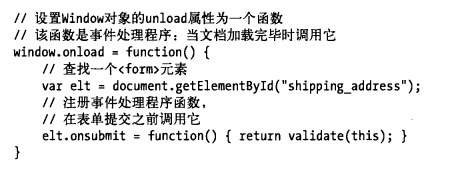 // 设置Window对象的unload属性为一个函数
// 该函数是事件处理程序：当文档加载完毕时调用它
window.onload = function() {
// 查找一个<form>元素
var elt = document.getElementById("shipping_address");
// 注册事件处理程序函数，
// 在表单提交之前调用它
elt.onsubmit = function() { return validate(this); }
}